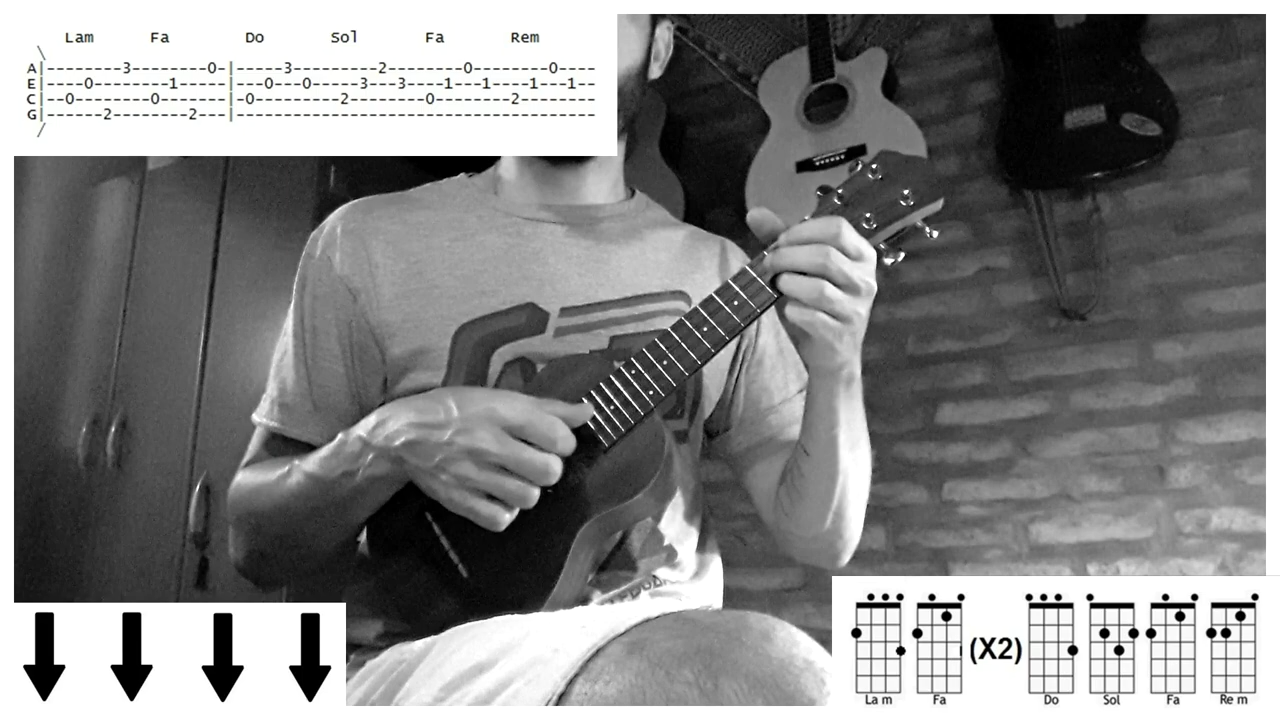 Lam Fa Do Sol Fa Rem
\
A|--------3--------0-|-----3---------2--------0--------0----
E|----0--------1-----|---0---0-----3---3----1---1----1---1--
C|--0--------0-------|-0---------2--------0--------2--------
G|------2--------2---|--------------------------------------
/
(X2)
La m Fa Do Sol Fa Re m